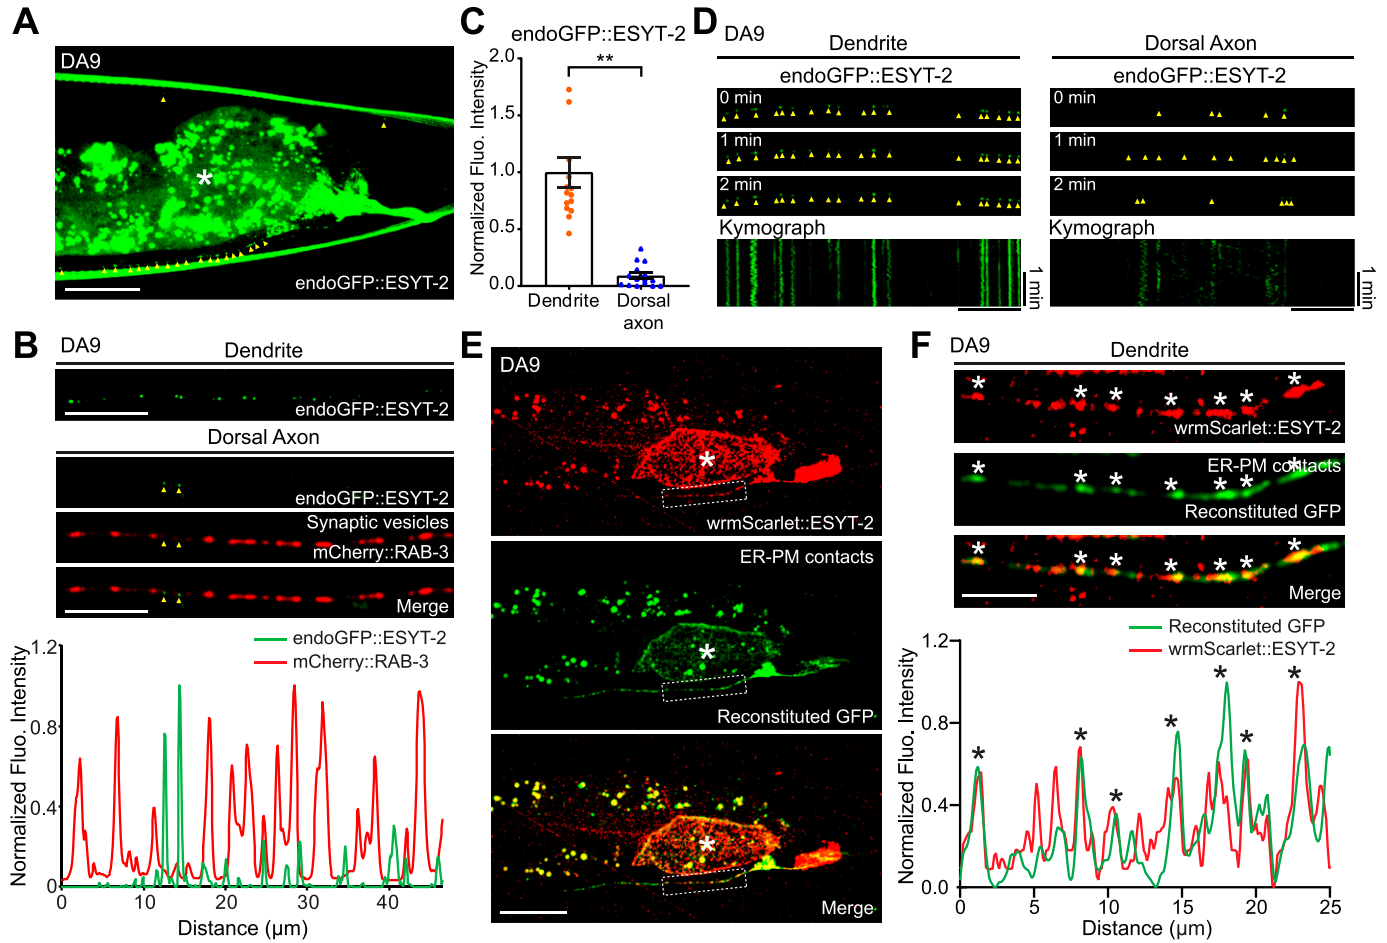 A
DA9
*
endoGFP::ESYT-2
B
DA9
Dendrite
endoGFP::ESYT-2
Dorsal Axon
endoGFP::ESYT-2
Synaptic vesicles
mCherry::RAB-3
Merge
endoGFP::ESYT-2
mCherry::RAB-3
Normalized Fluo. Intensity
1.2
0.8
0.4
0
0 10 20 30 40
Distance (µm)
C
endoGFP::ESYT-2
Normalized Fluo. Intensity
2.0
1.5
1.0
0.5
0.0
**
Dendrite Dorsal
axon
D
DA9
Dendrite
endoGFP::ESYT-2
0 min
1 min
2 min
Kymograph
1 min
Dorsal Axon
endoGFP::ESYT-2
0 min
1 min
2 min
Kymograph
1 min
E
DA9
*
wrmScarlet::ESYT-2
ER-PM contacts
*
Reconstituted GFP
*
Merge
F
DA9
Dendrite
* * * * * * *
wrmScarlet::ESYT-2
ER-PM contacts
* * * * * * *
Reconstituted GFP
* * * * * * *
Merge
Reconstituted GFP
wrmScarlet::ESYT-2
Normalized Fluo. Intensity
1.2
0.8
0.4
0.0
* * * * * * *
0 5 10 15 20 25
Distance (µm)